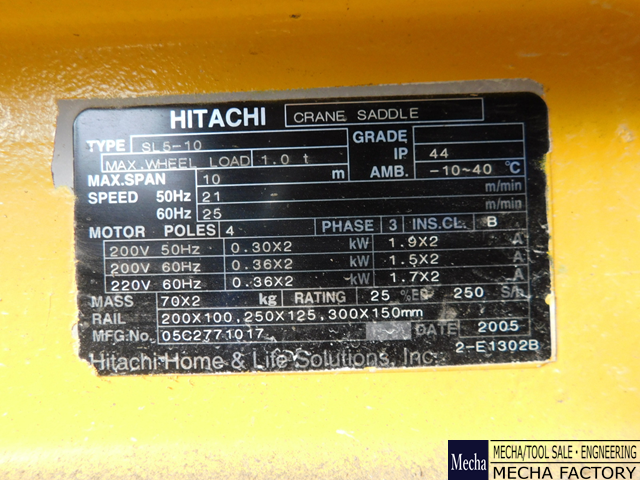 HITACHI CRANE SADDLE
TYPE SL5-10 GRADE
MAX.WHEEL LOAD 1.0 t IP 44
MAX.SPAN 10 m AMB. -10~40 °C
SPEED 50Hz 21 m/min
60Hz 25 m/min
MOTOR POLES 4 PHASE 3 INS.CL. B
200V 50Hz 0.30X2 kW 1.9X2 A
200V 60Hz 0.36X2 kW 1.5X2 A
220V 60Hz 0.36X2 kW 1.7X2 A
MASS 70X2 kg RATING 25 %ED 250 S/h
RAIL 200X100,250X125,300X150mm
MFG.No. 05C2771017 DATE 2005
Hitachi Home & Life Solutions, Inc. 2-E1302B
Mecha MECHA/TOOL SALE・ENGNEERING
MECHA FACTORY